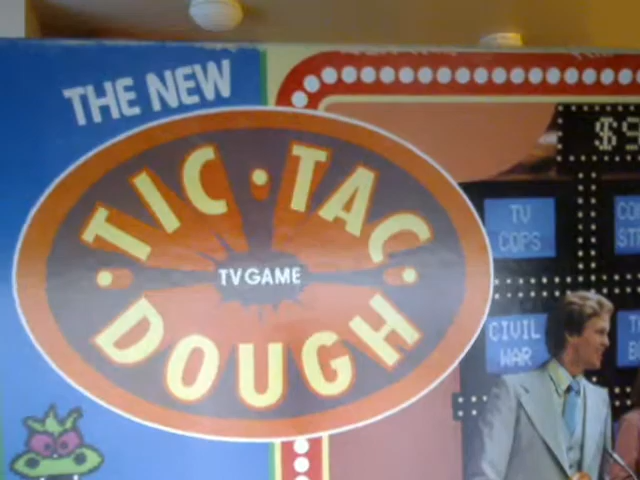 THE NEW
TIC · TAC
TV GAME
DOUGH
$9
TV
COPS
CIVIL
WAR